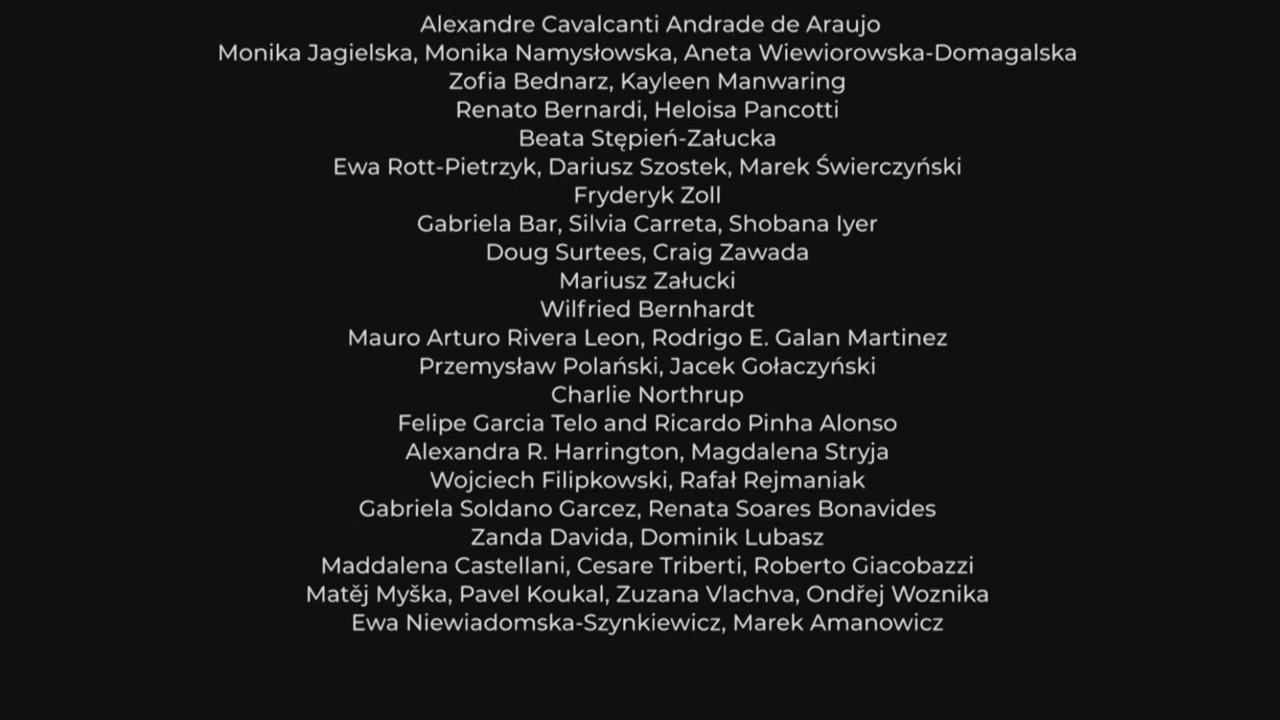 Alexandre Cavalcanti Andrade de Araujo
Monika Jagielska, Monika Namysłowska, Aneta Wiewiorowska-Domagalska
Zofia Bednarz, Kayleen Manwaring
Renato Bernardi, Heloisa Pancotti
Beata Stępień-Załucka
Ewa Rott-Pietrzyk, Dariusz Szostek, Marek Świerczyński
Fryderyk Zoll
Gabriela Bar, Silvia Carreta, Shobana Iyer
Doug Surtees, Craig Zawada
Mariusz Załucki
Wilfried Bernhardt
Mauro Arturo Rivera Leon, Rodrigo E. Galan Martinez
Przemysław Polański, Jacek Gołaczyński
Charlie Northrup
Felipe Garcia Telo and Ricardo Pinha Alonso
Alexandra R. Harrington, Magdalena Stryja
Wojciech Filipkowski, Rafał Rejmaniak
Gabriela Soldano Garcez, Renata Soares Bonavides
Zanda Davida, Dominik Lubasz
Maddalena Castellani, Cesare Triberti, Roberto Giacobazzi
Matěj Myška, Pavel Koukal, Zuzana Vlachva, Ondřej Woznika
Ewa Niewiadomska-Szynkiewicz, Marek Amanowicz